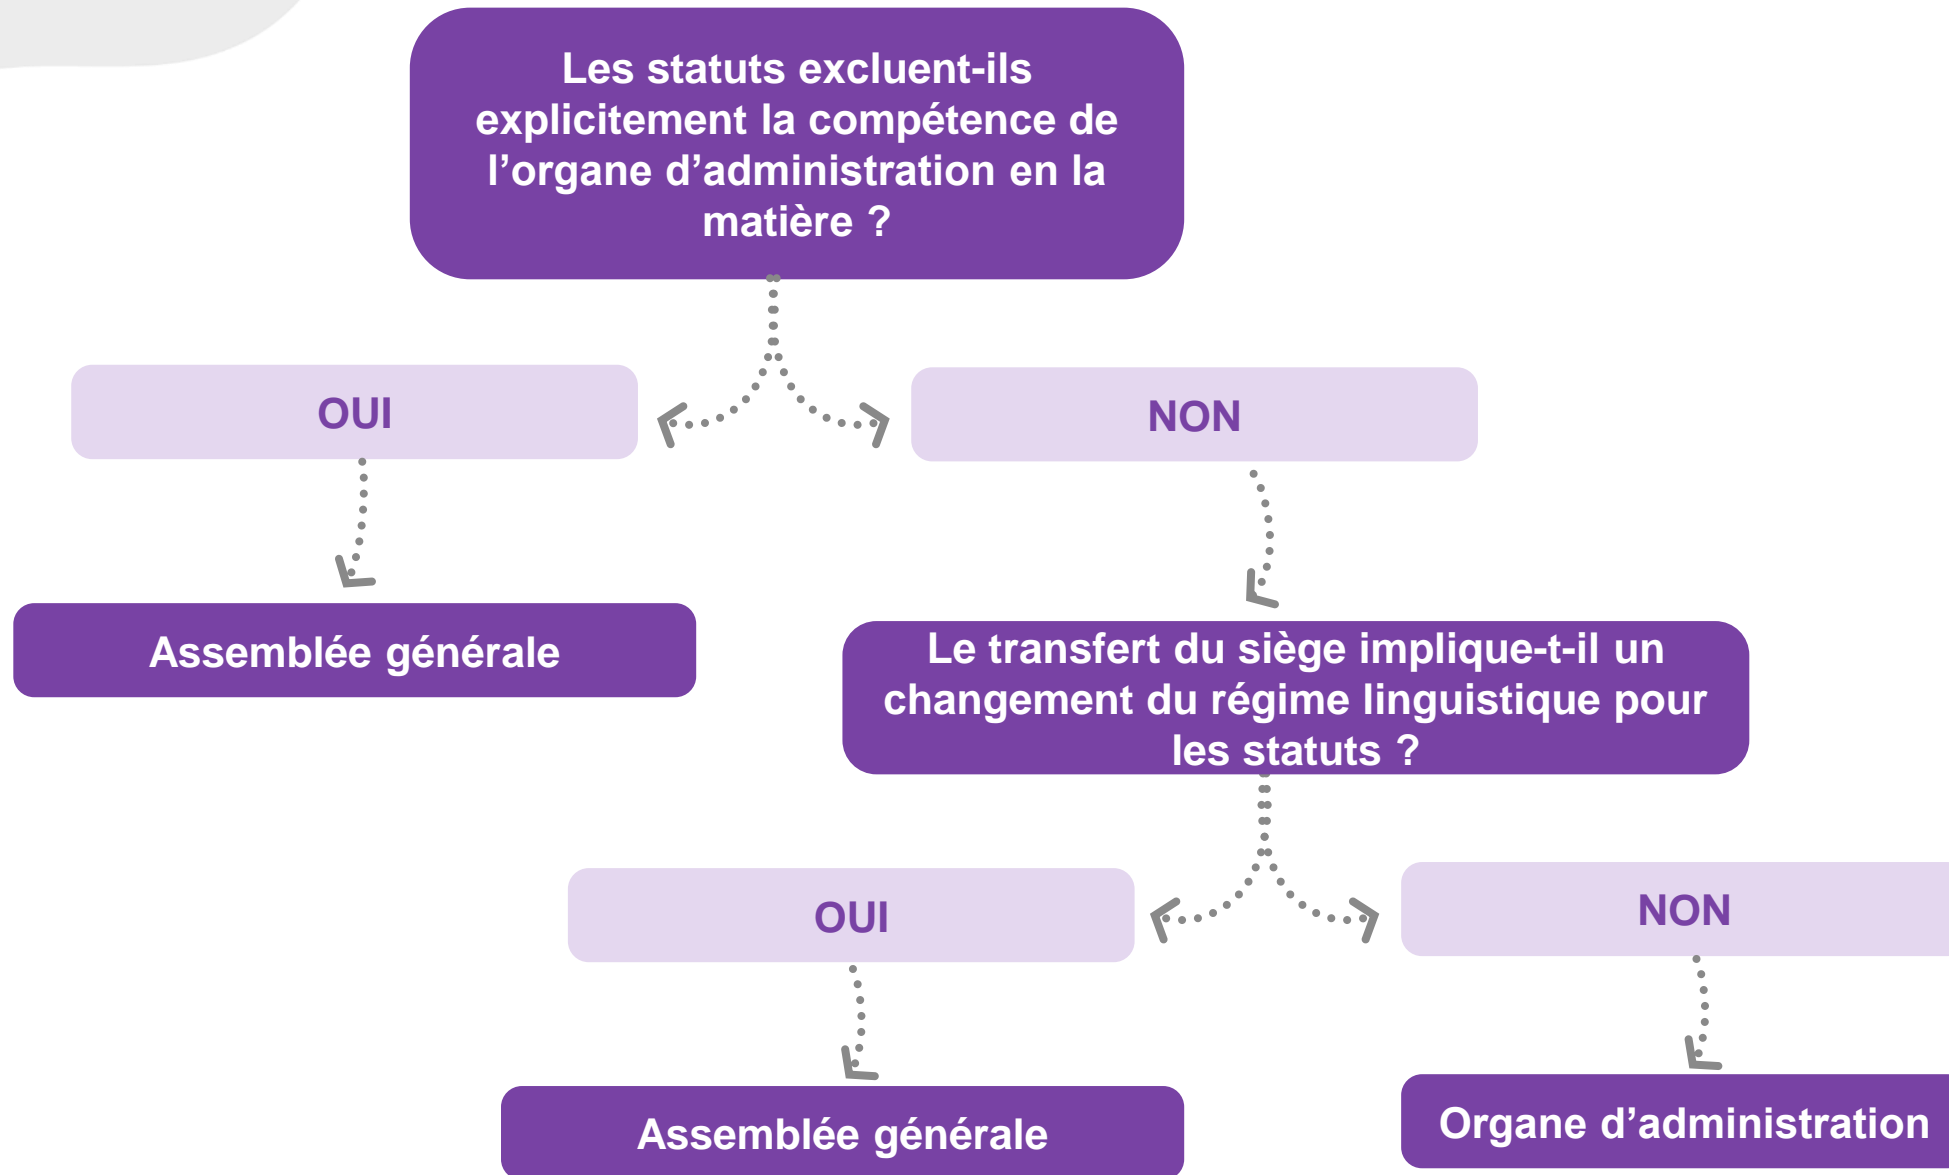 Les statuts excluent-ils
explicitement la compétence de
l’organe d’administration en la
matière ?
OUI
NON
Assemblée générale
Le transfert du siège implique-t-il un
changement du régime linguistique pour
les statuts ?
OUI
NON
Assemblée générale
Organe d’administration